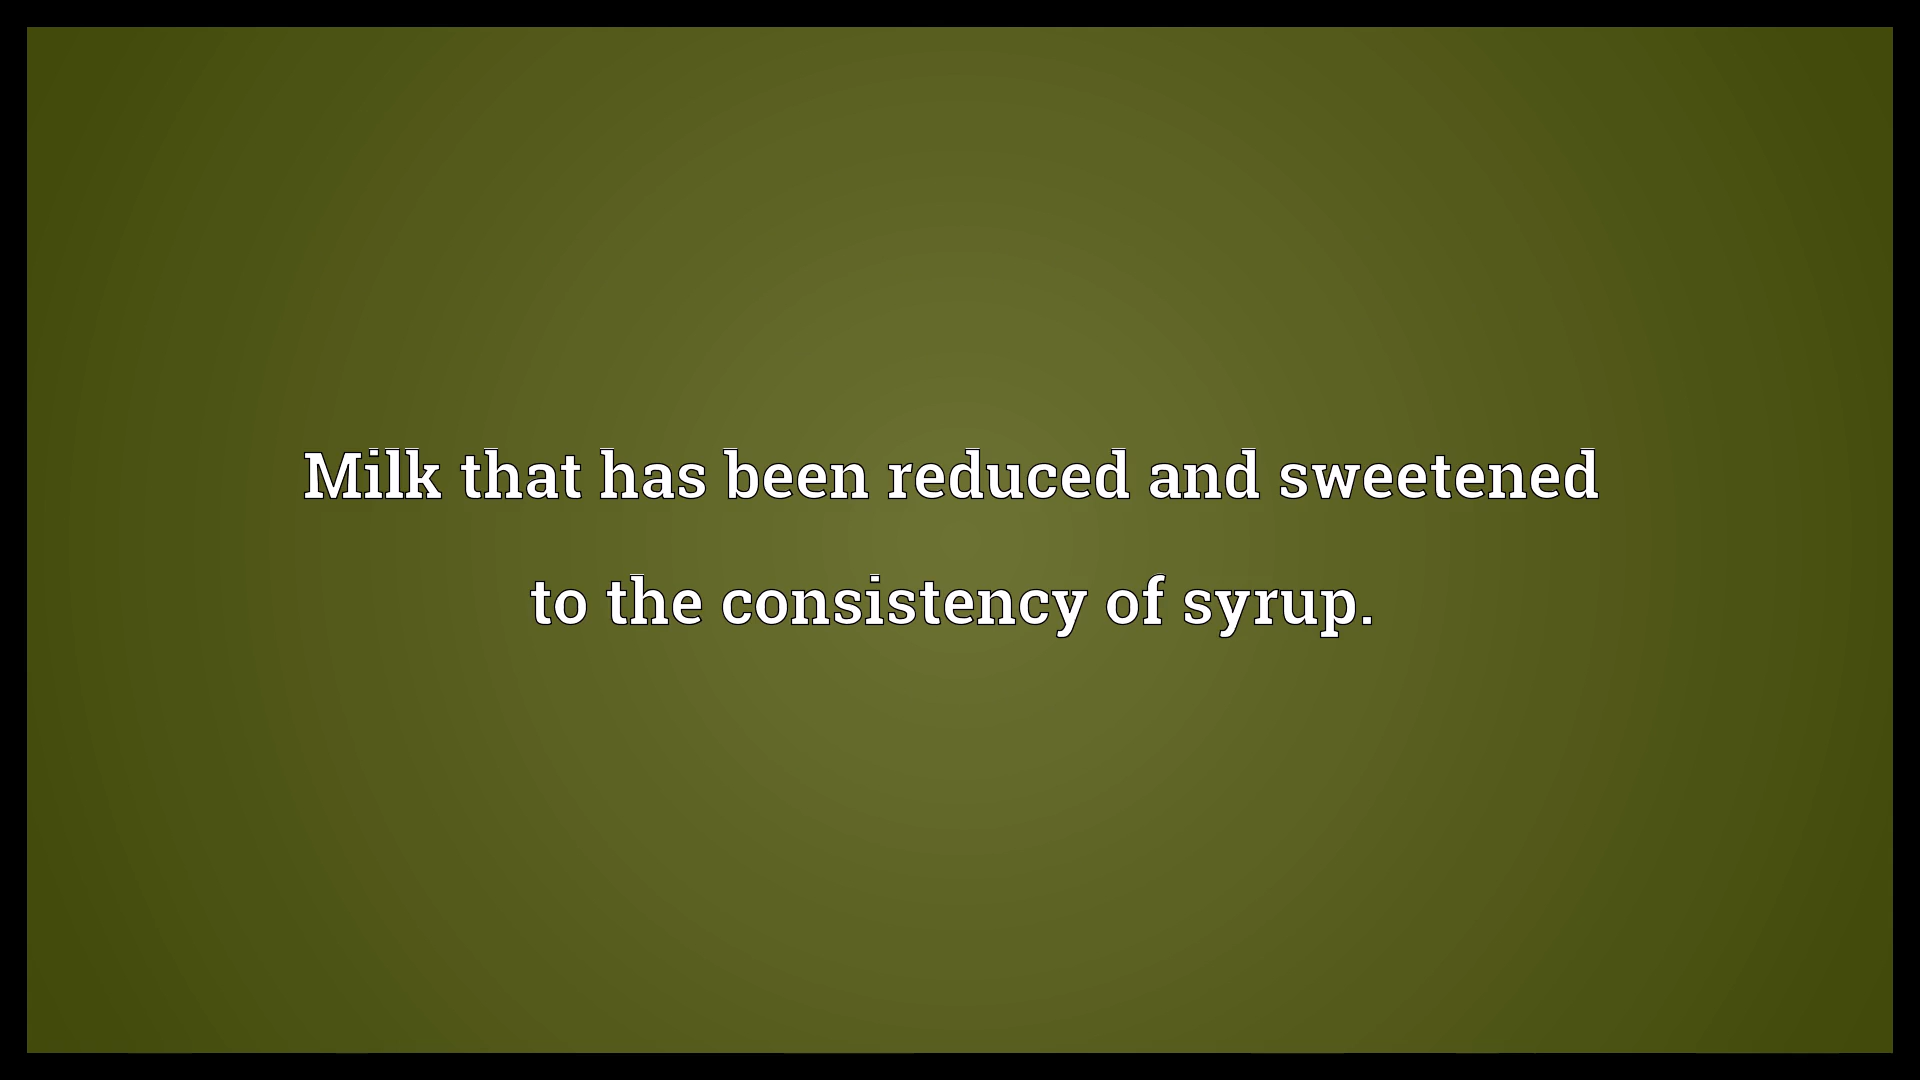 Milk that has been reduced and sweetened
to the consistency of syrup.